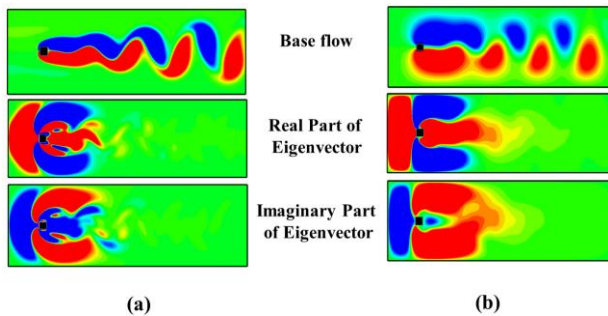 Base flow
Real Part of
Eigenvector
Imaginary Part
of Eigenvector
(a)
(b)